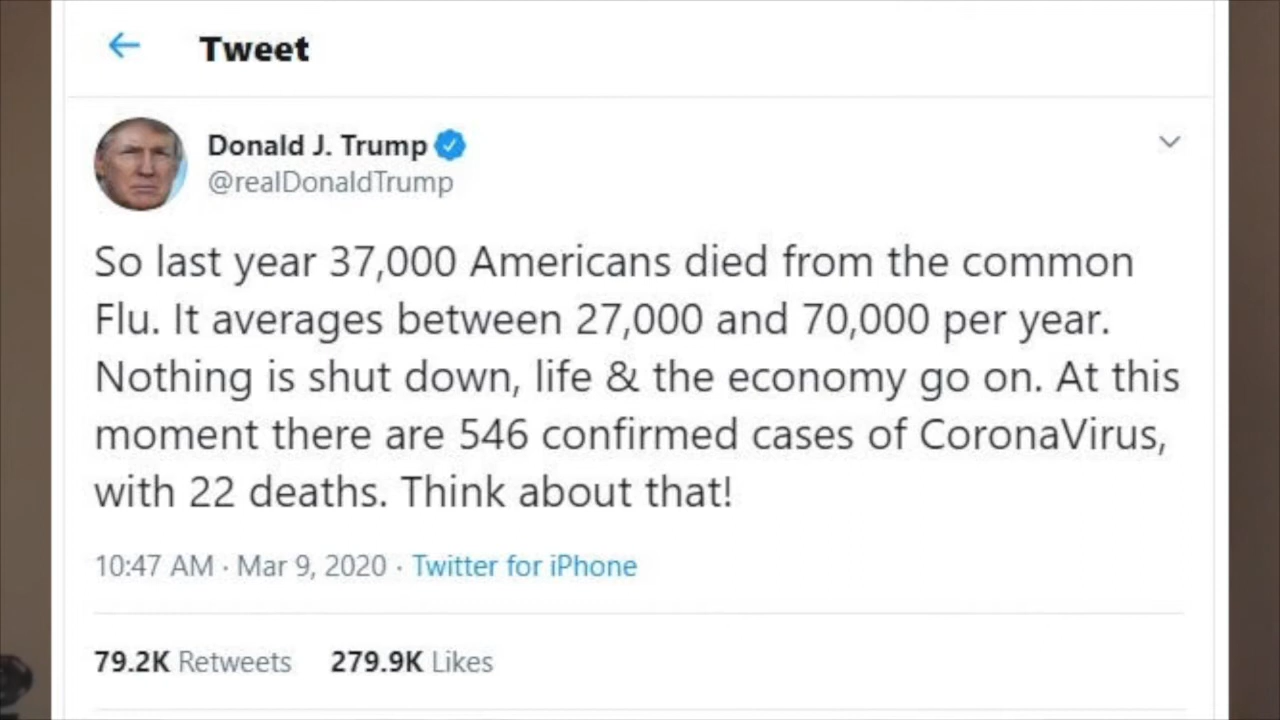 Tweet
Donald J. Trump
@realDonaldTrump
So last year 37,000 Americans died from the common
Flu. It averages between 27,000 and 70,000 per year.
Nothing is shut down, life & the economy go on. At this
moment there are 546 confirmed cases of CoronaVirus,
with 22 deaths. Think about that!
10:47 AM · Mar 9, 2020 · Twitter for iPhone
79.2K Retweets 279.9K Likes